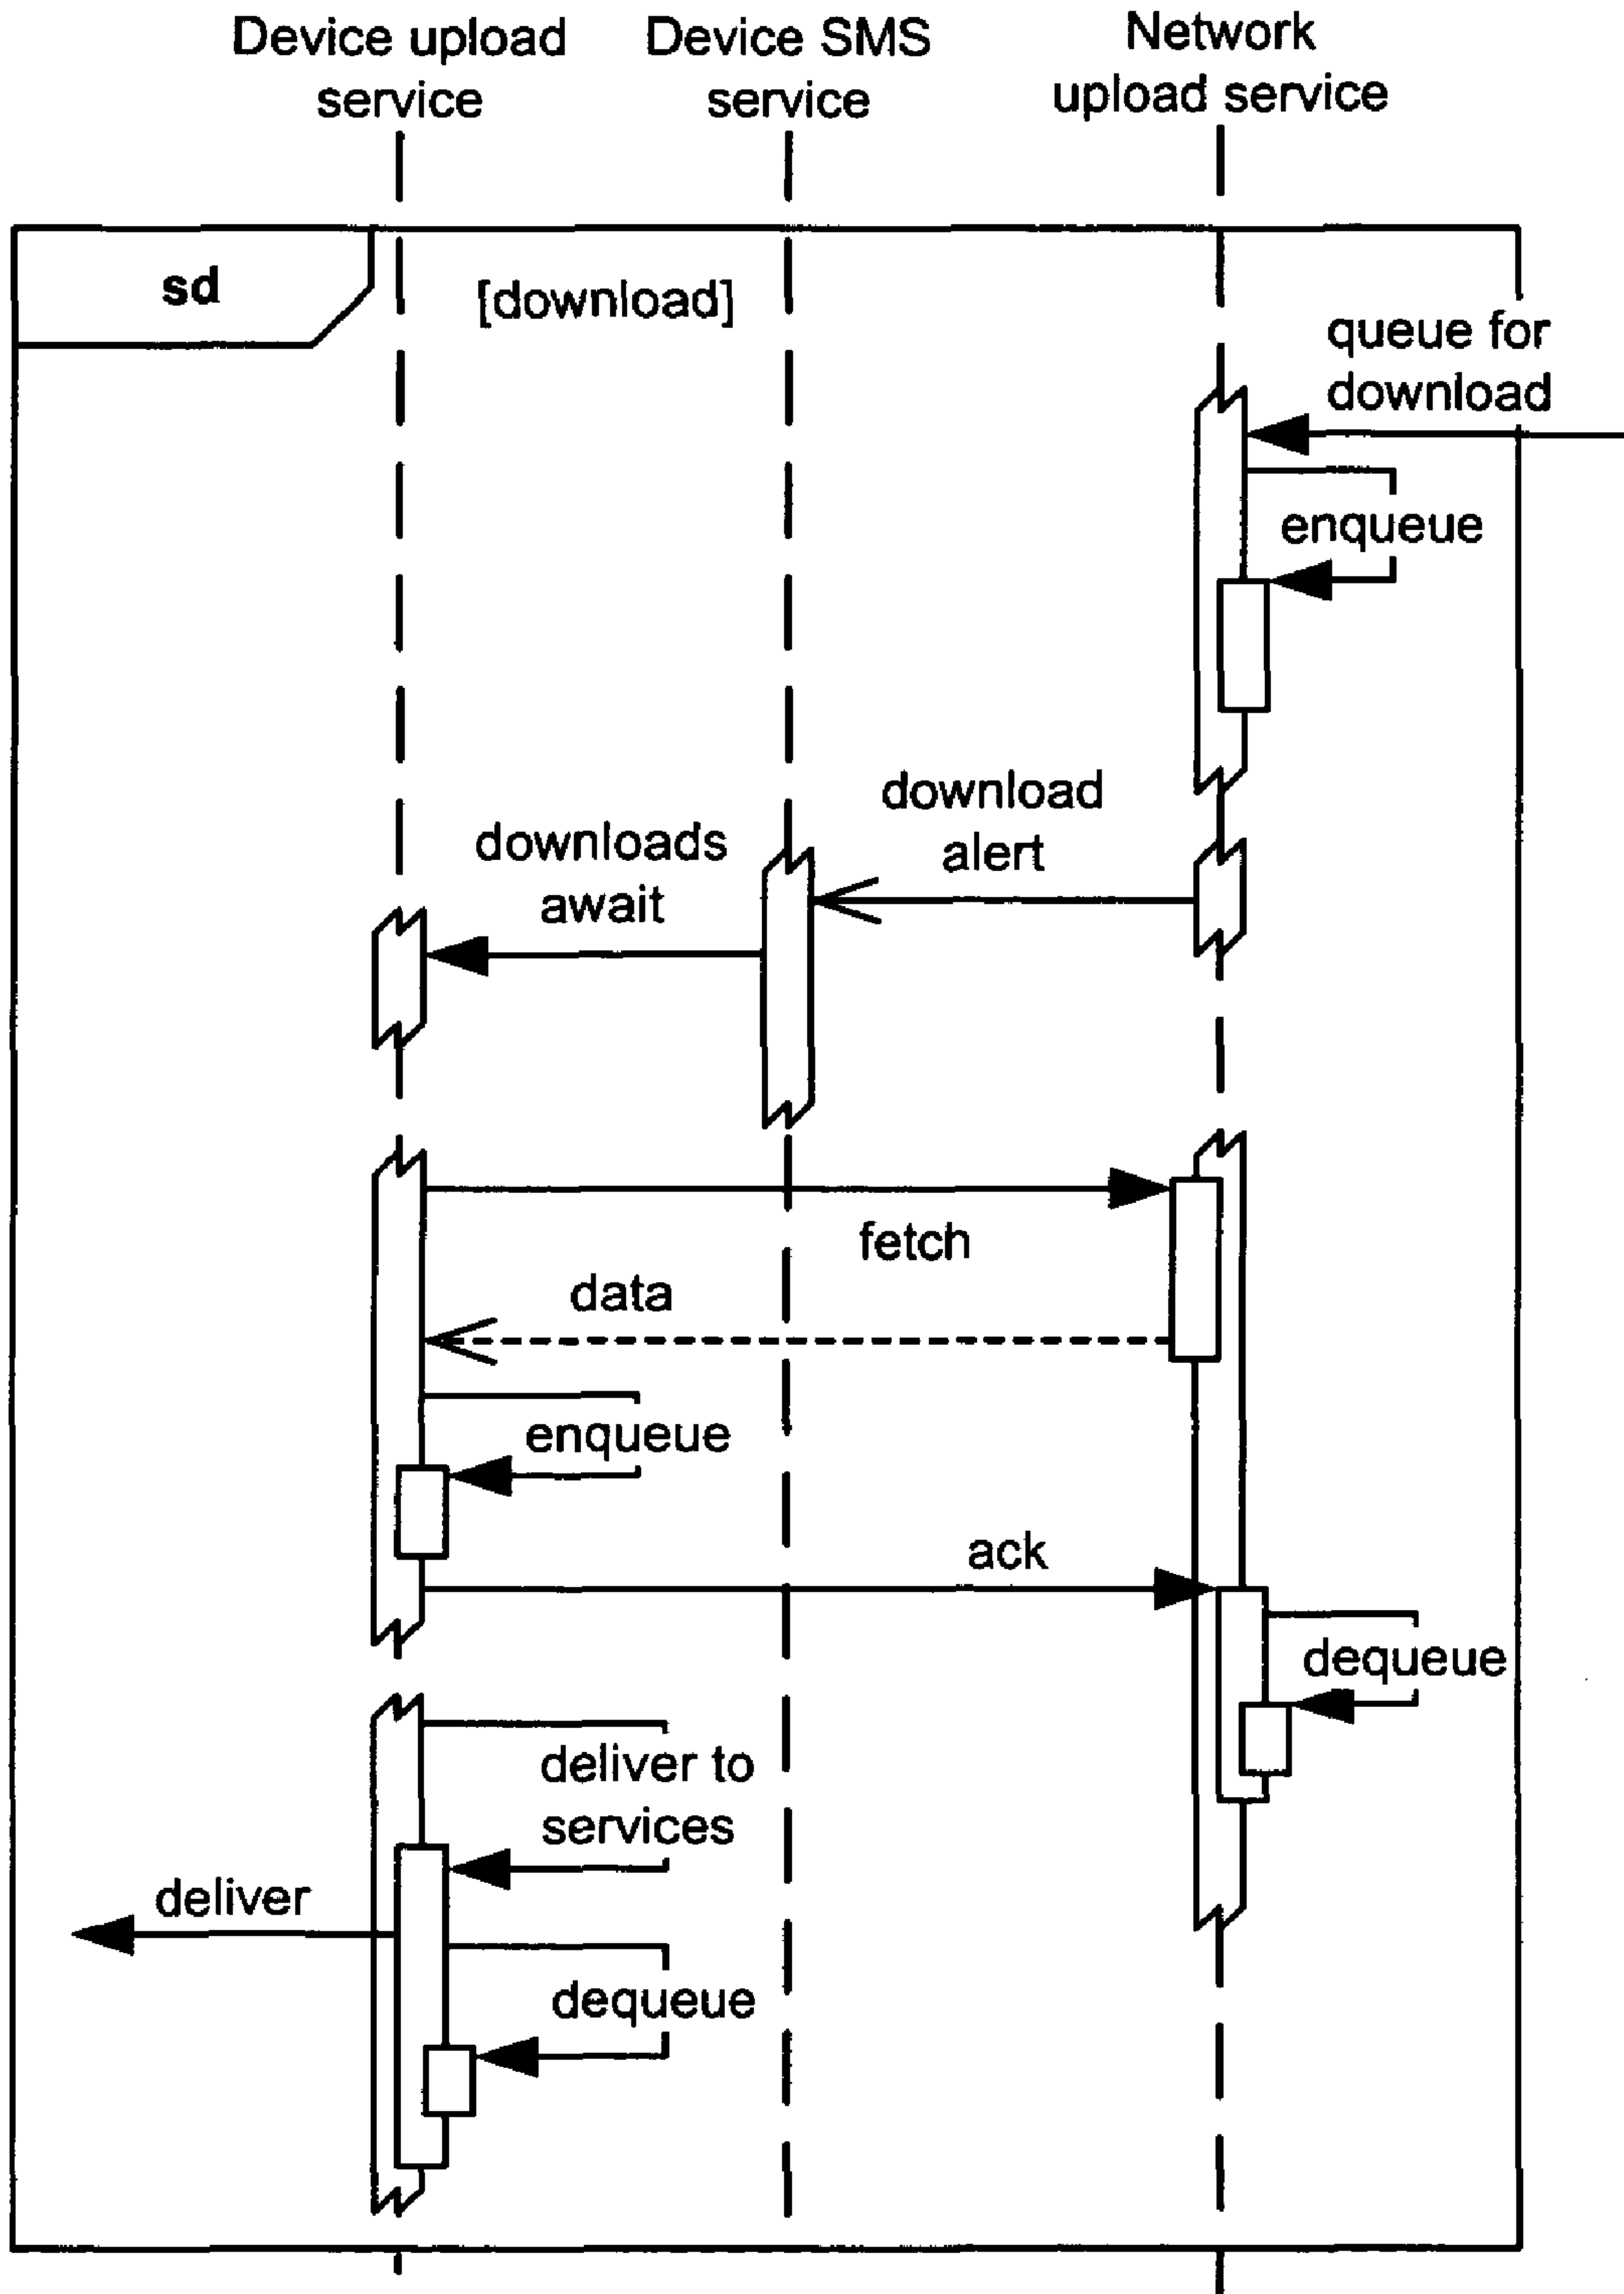 Device upload
service
Device SMS
service
Network
upload service
sd
[download]
queue for
download
enqueue
download
alert
downloads
await
fetch
data
enqueue
ack
dequeue
deliver to
services
deliver
dequeue